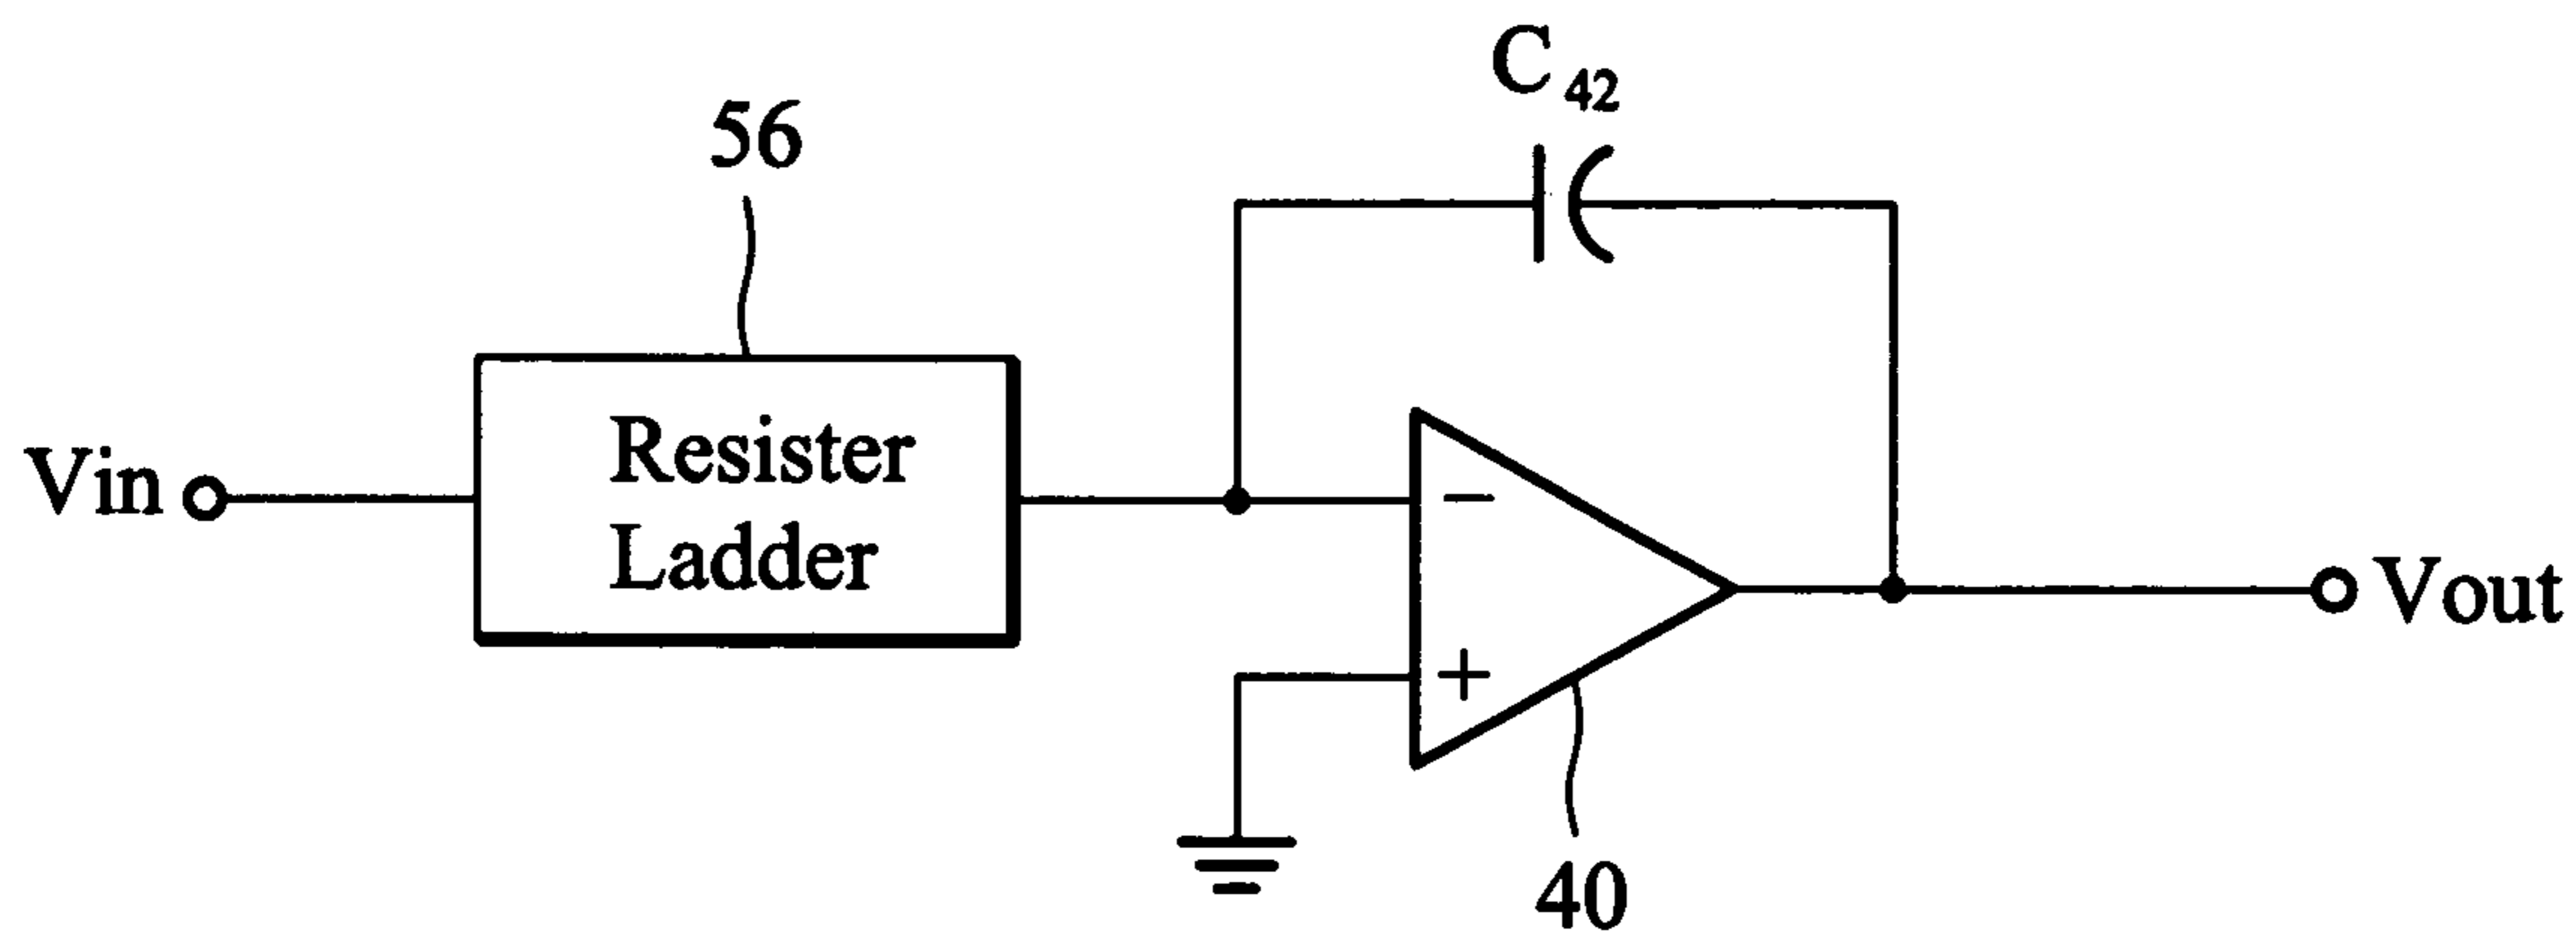 C42
56
Vin
Resister
Ladder
−
+
Vout
40